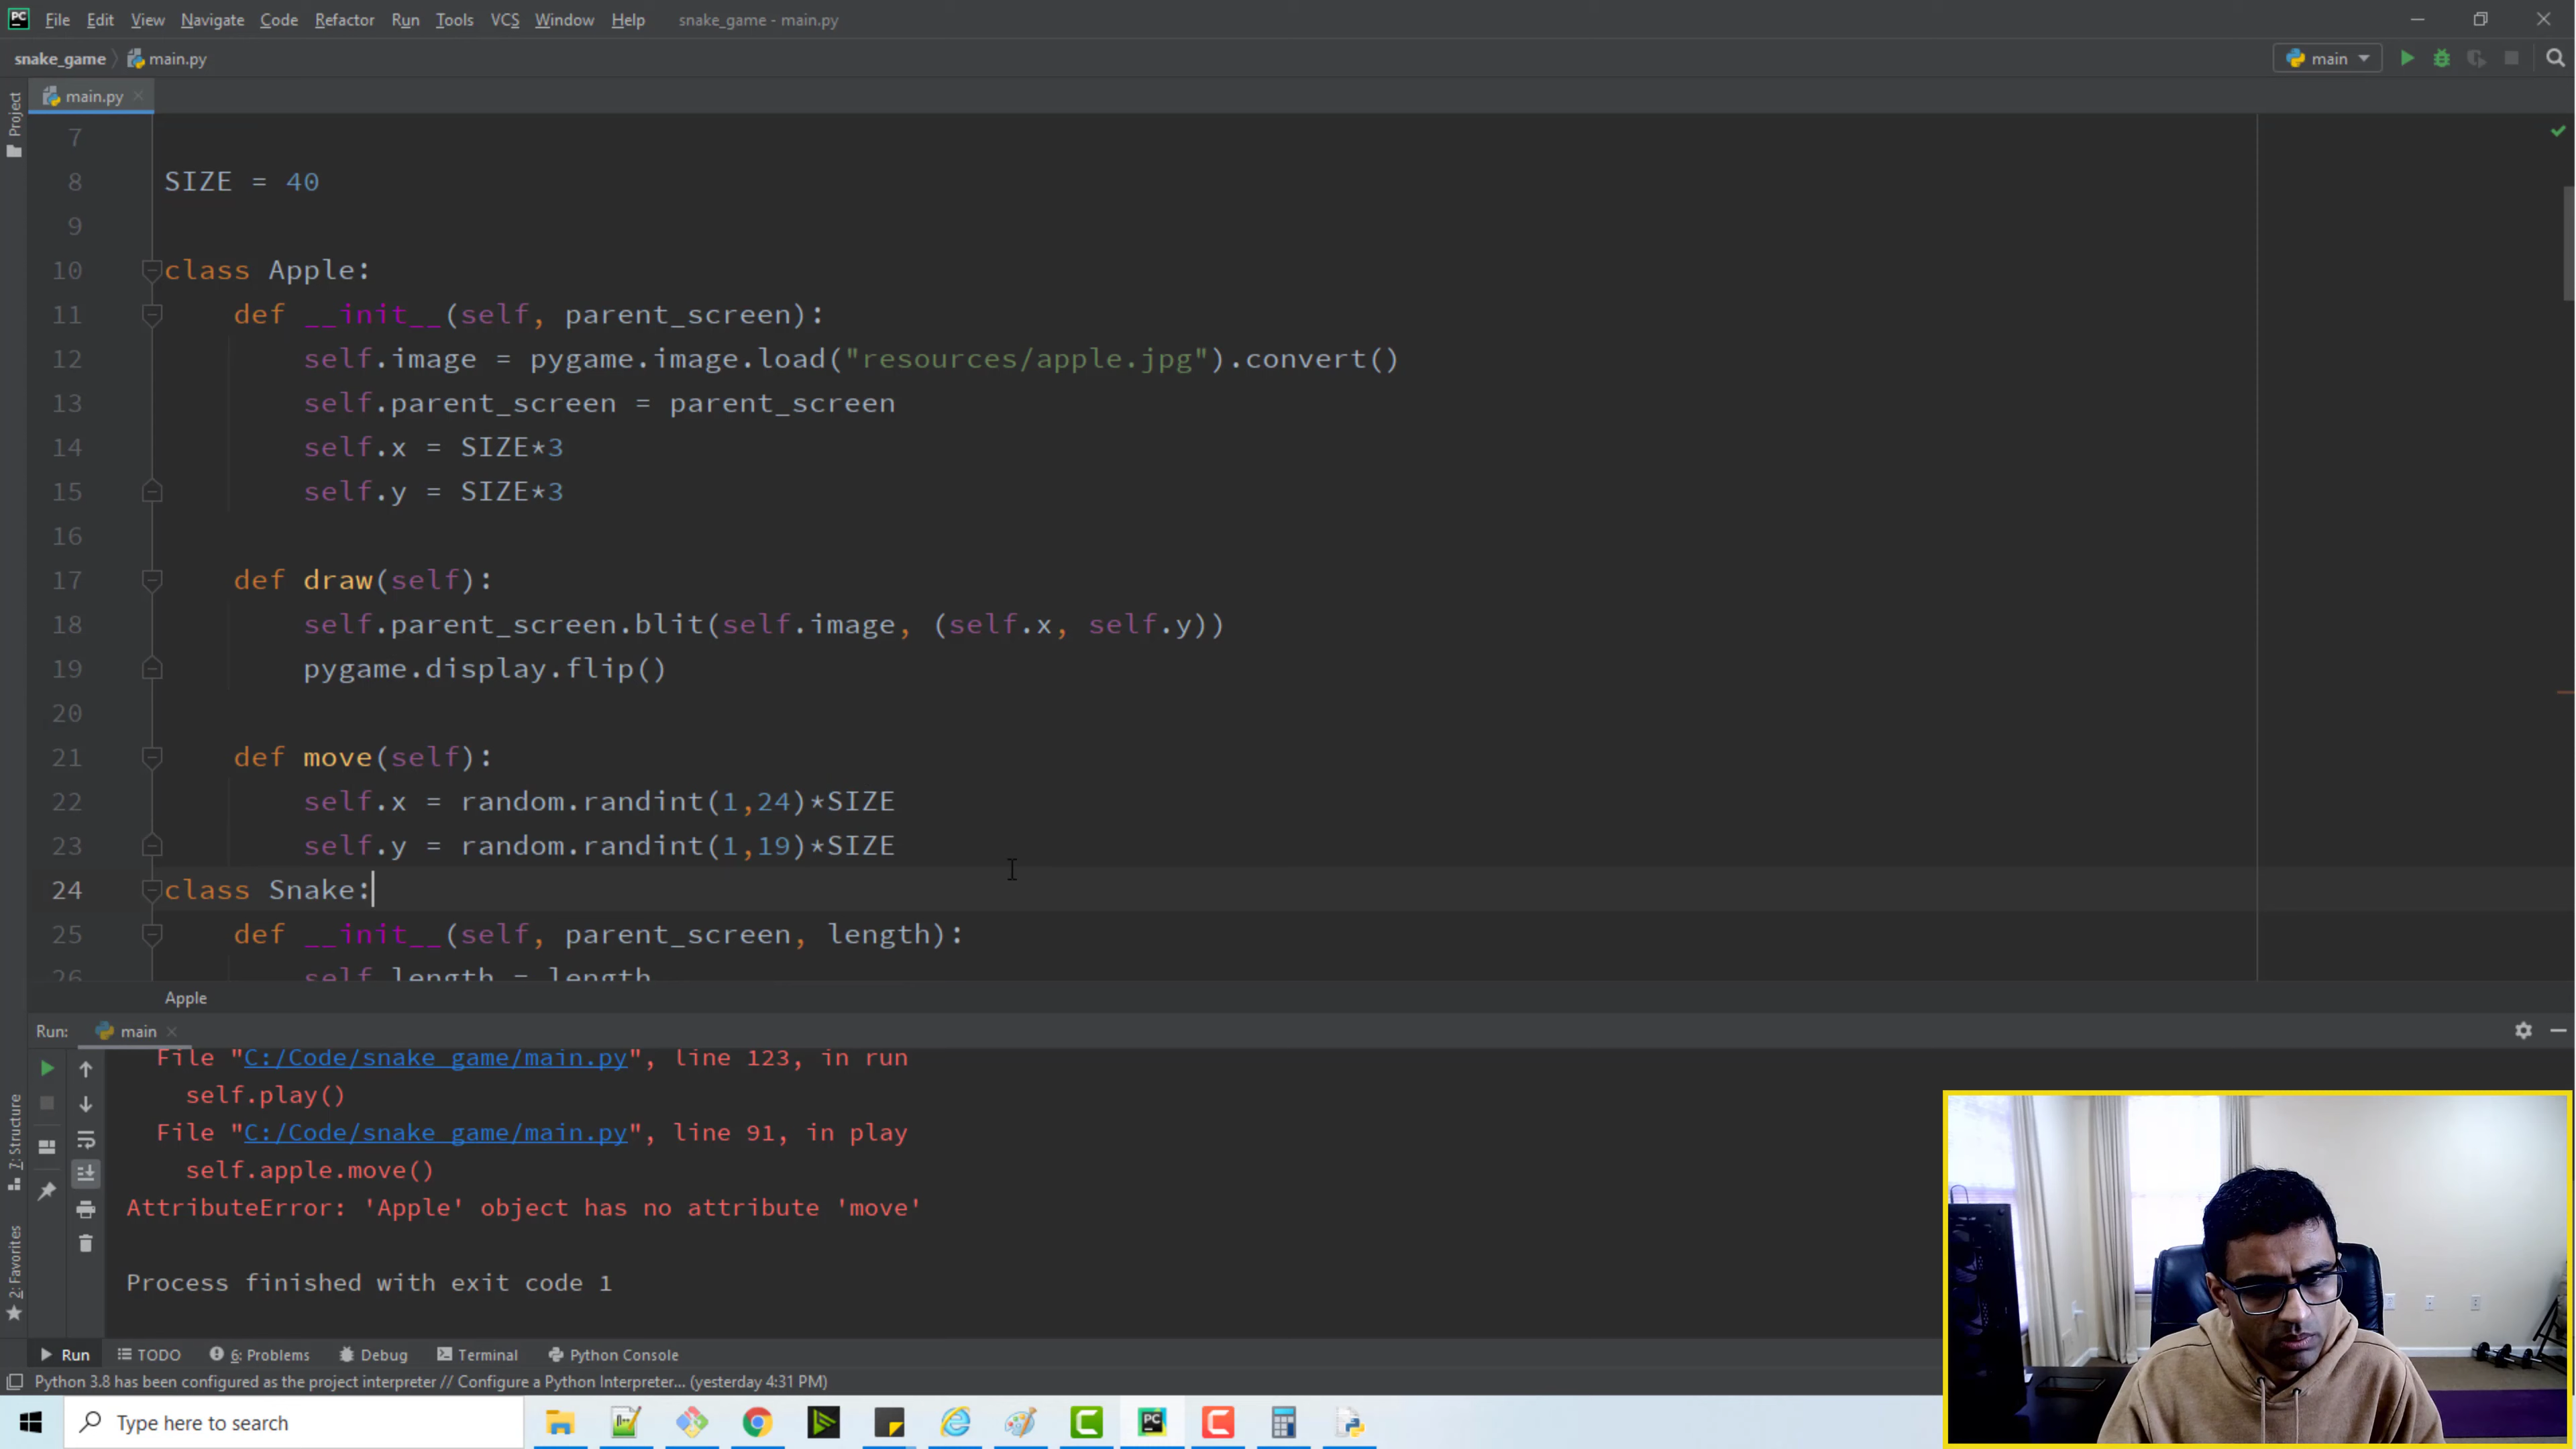 File Edit View Navigate Code Refactor Run Tools VCS Window Help snake_game - main.py
snake_game main.py main
Project
main.py
7
8 SIZE = 40
9
10 class Apple:
11 def __init__(self, parent_screen):
12 self.image = pygame.image.load("resources/apple.jpg").convert()
13 self.parent_screen = parent_screen
14 self.x = SIZE*3
15 self.y = SIZE*3
16
17 def draw(self):
18 self.parent_screen.blit(self.image, (self.x, self.y))
19 pygame.display.flip()
20
21 def move(self):
22 self.x = random.randint(1,24)*SIZE
23 self.y = random.randint(1,19)*SIZE
24 class Snake:
25 def __init__(self, parent_screen, length):
26 self.length = length
Apple
Run: main
File "C:/Code/snake_game/main.py", line 123, in run
self.play()
File "C:/Code/snake_game/main.py", line 91, in play
self.apple.move()
AttributeError: 'Apple' object has no attribute 'move'
Process finished with exit code 1
7: Structure
2: Favorites
Run TODO 6: Problems Debug Terminal Python Console
Python 3.8 has been configured as the project interpreter // Configure a Python Interpreter... (yesterday 4:31 PM)
Type here to search